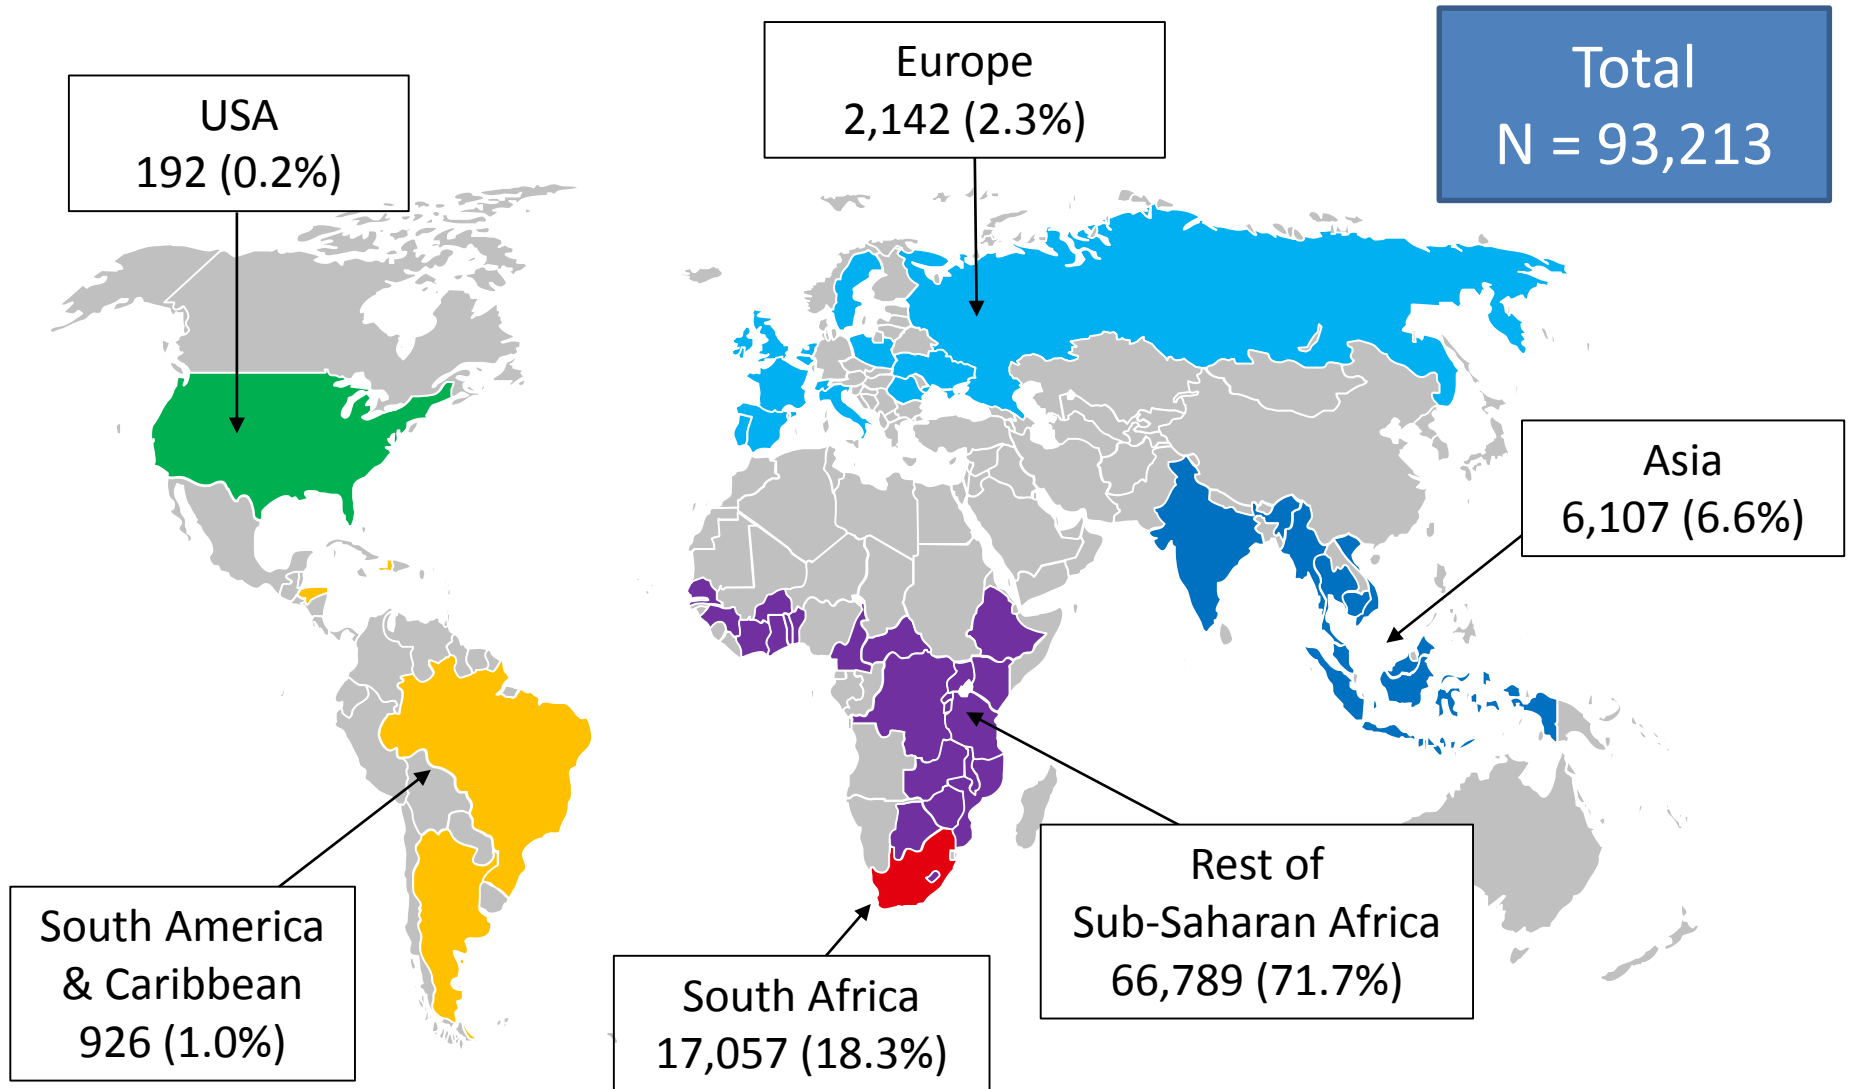 USA
192 (0.2%)
Europe
2,142 (2.3%)
Total
N = 93,213
Asia
6,107 (6.6%)
South America
& Caribbean
926 (1.0%)
South Africa
17,057 (18.3%)
Rest of
Sub-Saharan Africa
66,789 (71.7%)